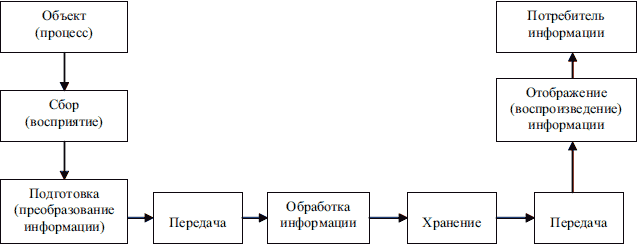 Объект
(процесс)
Сбор
(восприятие)
Подготовка
(преобразование
информации)
Передача
Обработка
информации
Хранение
Передача
Отображение
(воспроизведение)
информации
Потребитель
информации